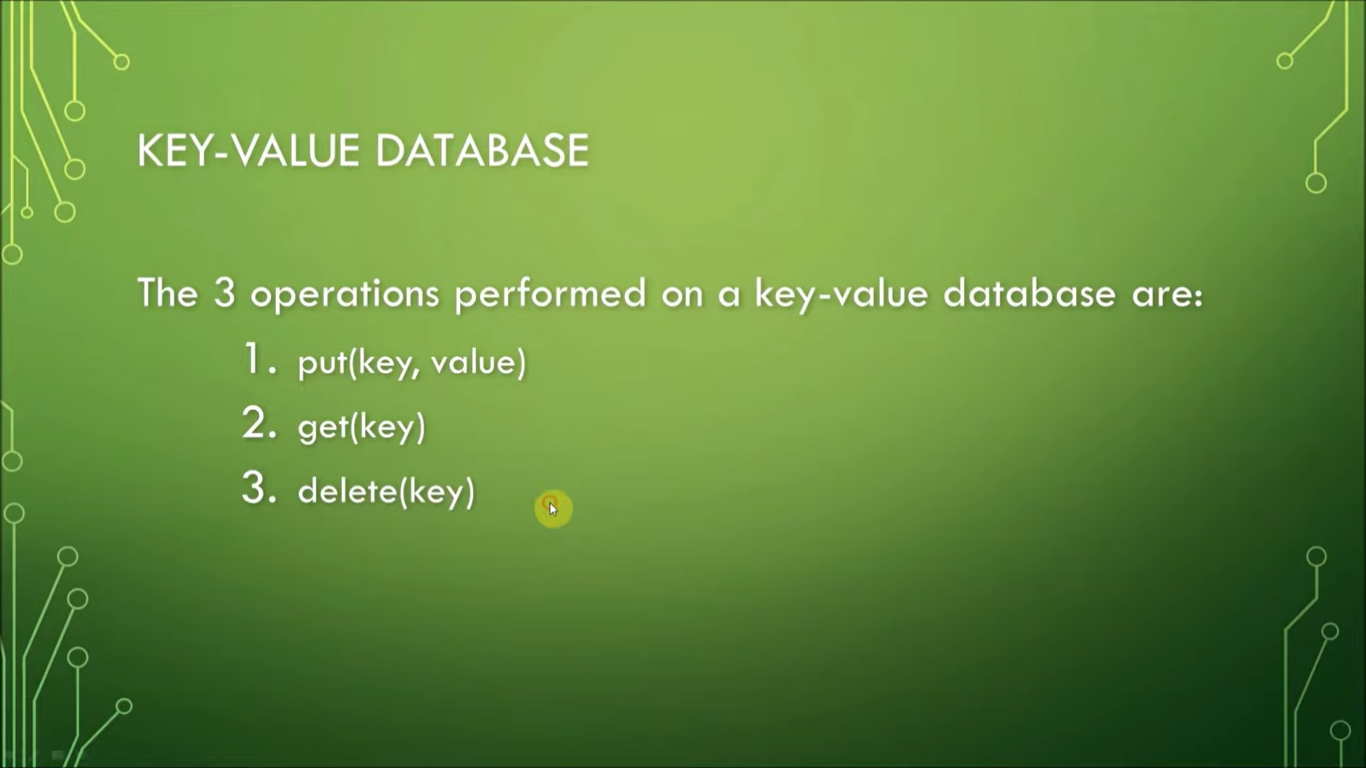 KEY-VALUE DATABASE
The 3 operations performed on a key-value database are:
1. put(key, value)
2. get(key)
3. delete(key)